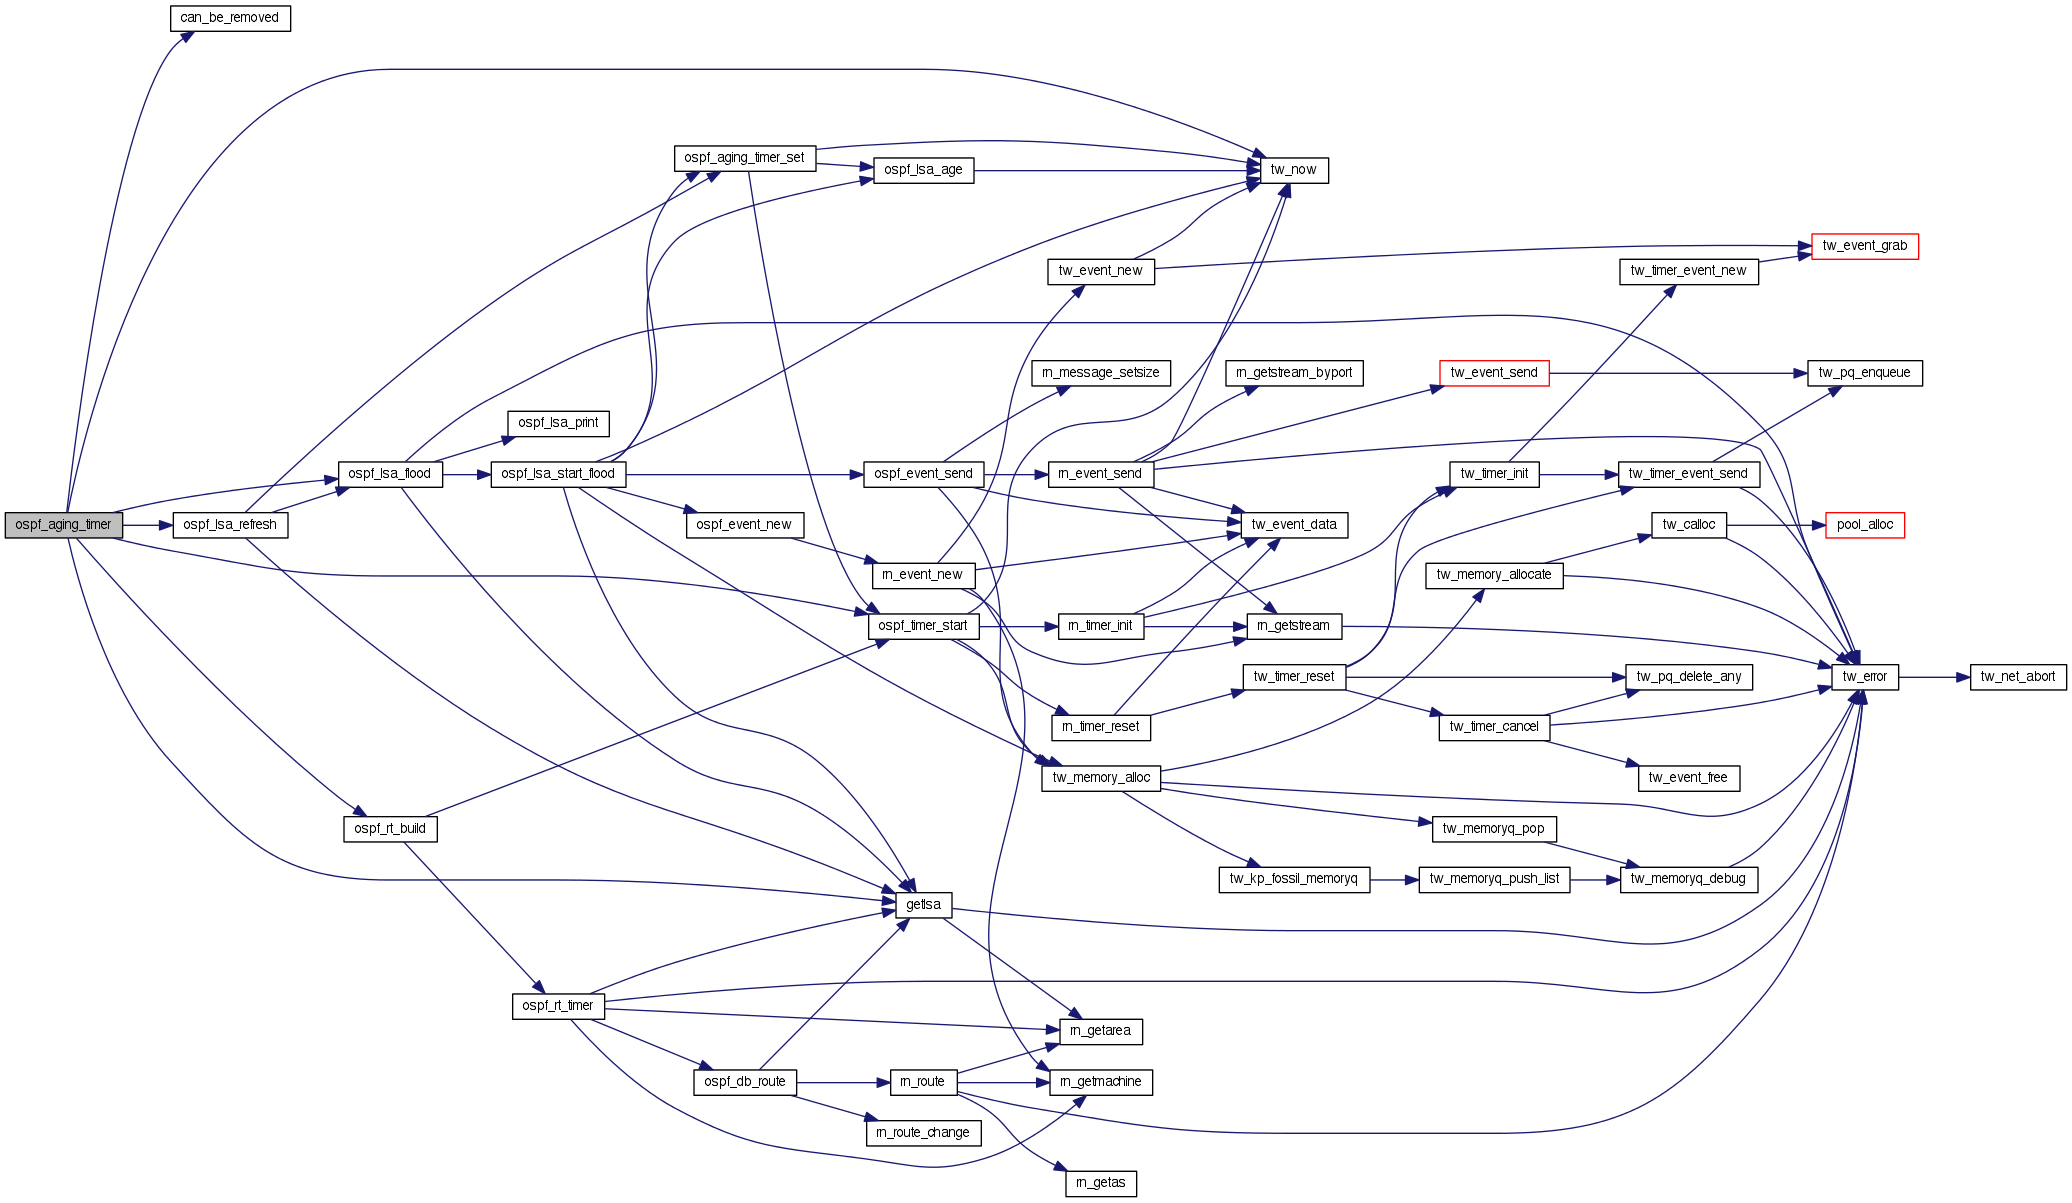 can_be_removed
ospf_aging_timer_set
ospf_lsa_age
tw_now
tw_event_new
tw_timer_event_new
tw_event_grab
rn_message_setsize
rn_getstream_byport
tw_event_send
tw_pq_enqueue
ospf_lsa_print
ospf_lsa_flood
ospf_lsa_start_flood
ospf_event_send
rn_event_send
tw_timer_init
tw_timer_event_send
ospf_aging_timer
ospf_lsa_refresh
ospf_event_new
tw_event_data
tw_calloc
pool_alloc
rn_event_new
tw_memory_allocate
ospf_timer_start
rn_timer_init
rn_getstream
tw_timer_reset
tw_pq_delete_any
tw_error
tw_net_abort
rn_timer_reset
tw_timer_cancel
tw_memory_alloc
tw_event_free
ospf_rt_build
tw_memoryq_pop
tw_kp_fossil_memoryq
tw_memoryq_push_list
tw_memoryq_debug
getlsa
ospf_rt_timer
rn_getarea
ospf_db_route
rn_route
rn_getmachine
rn_route_change
rn_getas